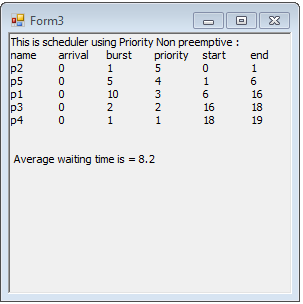 Form3
This is scheduler using Priority Non preemptive :
name arrival burst priority start end
p2 0 1 5 0 1
p5 0 5 4 1 6
p1 0 10 3 6 16
p3 0 2 2 16 18
p4 0 1 1 18 19
Average waiting time is = 8.2